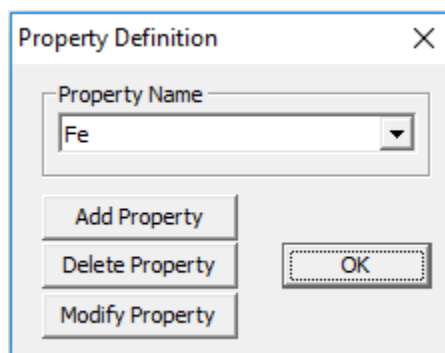 Property Definition
Property Name
Fe
Add Property
Delete Property
OK
Modify Property